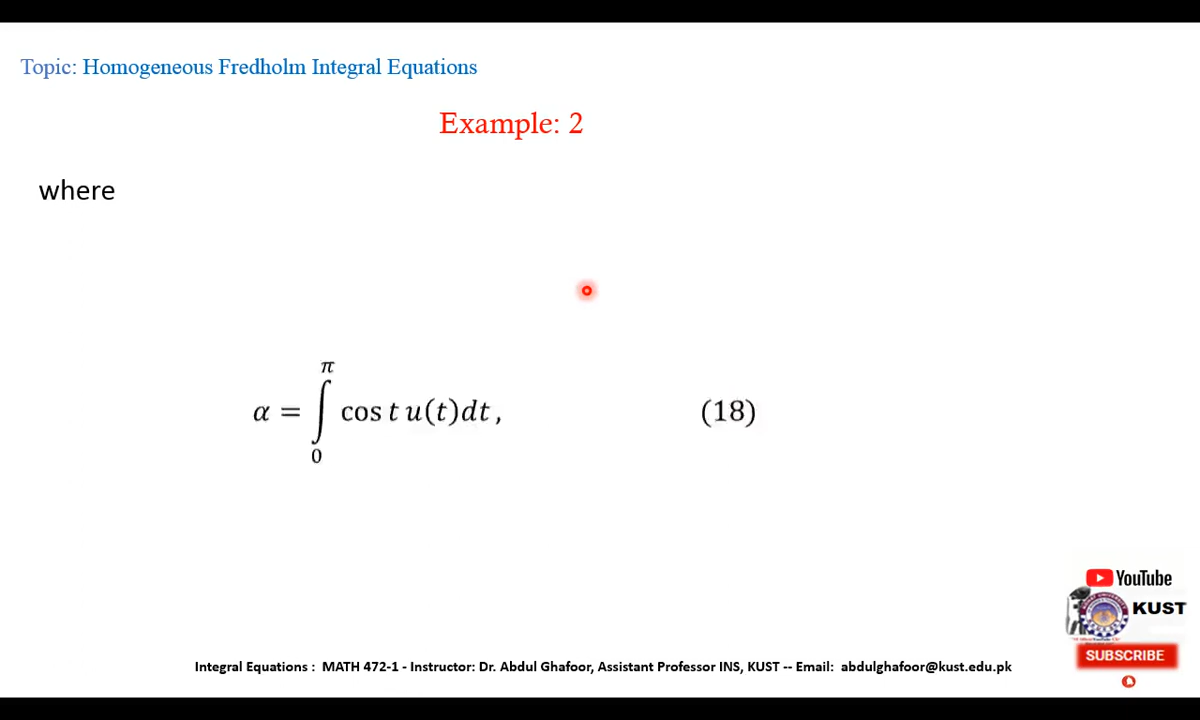 Topic: Homogeneous Fredholm Integral Equations
Example: 2
where
α = ∫₀^π cos t u(t)dt, (18)
YouTube
KUST
SUBSCRIBE
Integral Equations : MATH 472-1 - Instructor: Dr. Abdul Ghafoor, Assistant Professor INS, KUST -- Email: abdulghafoor@kust.edu.pk